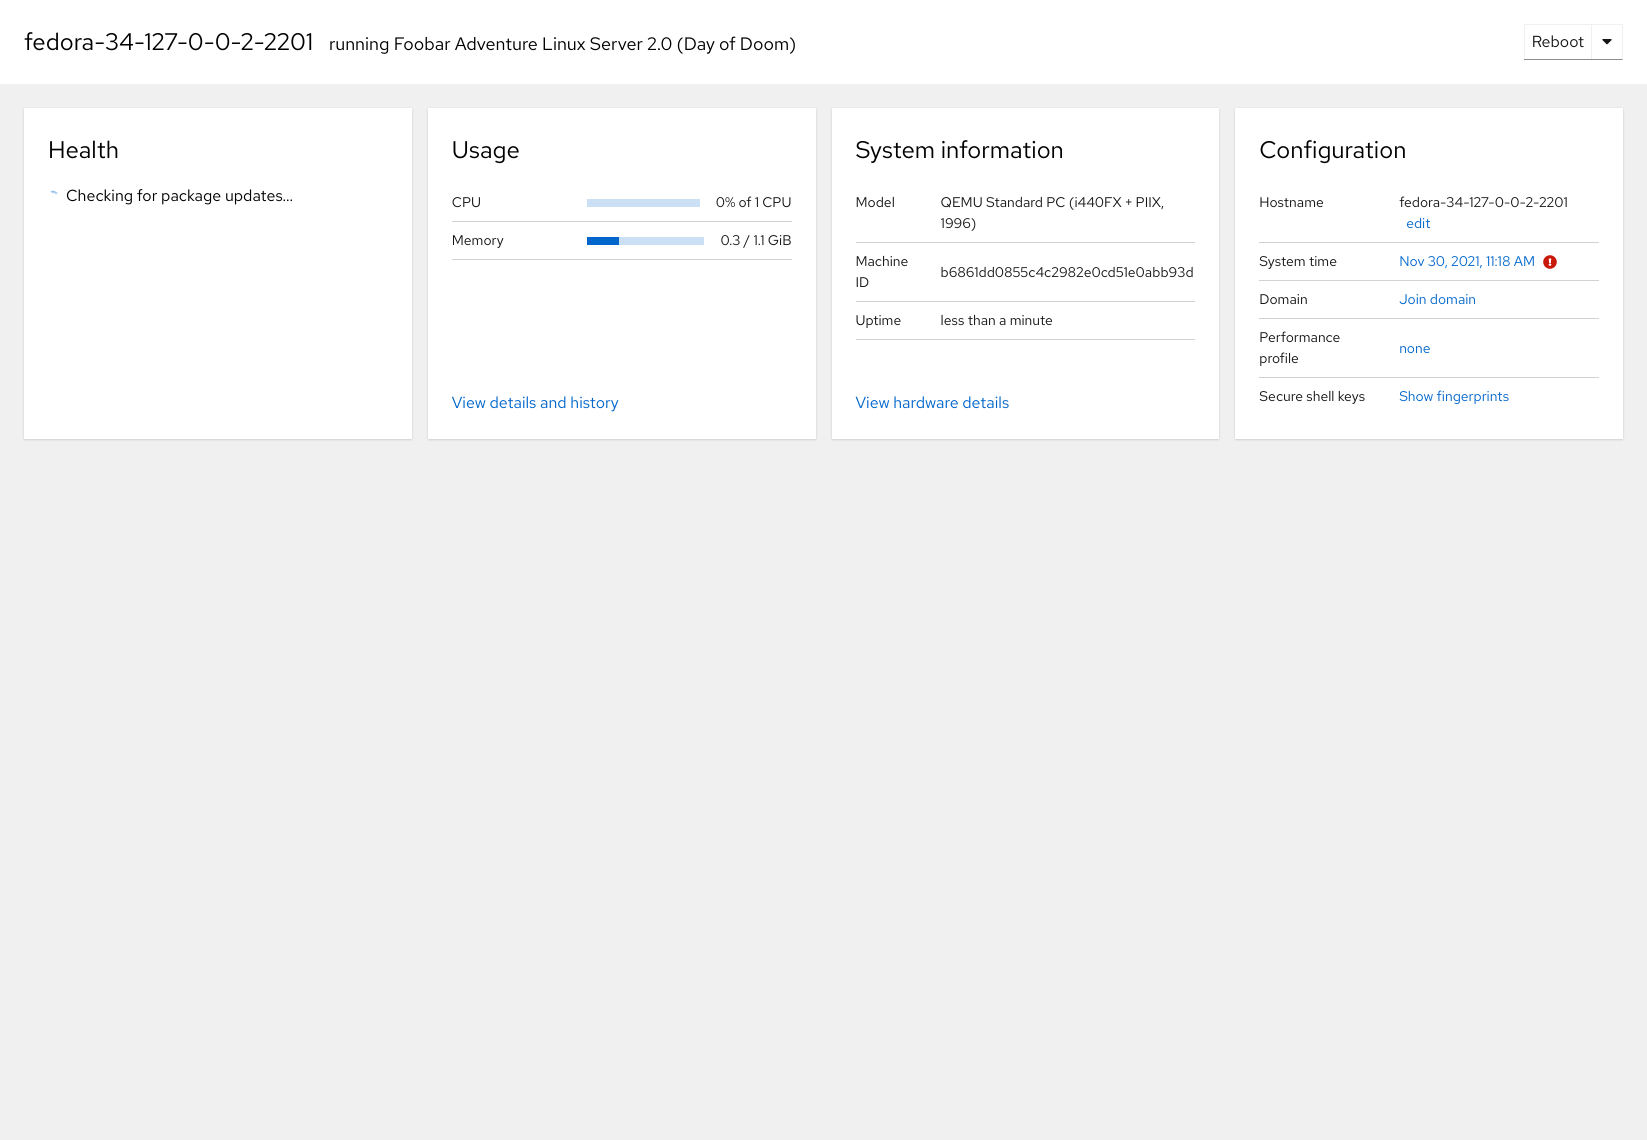 fedora-34-127-0-0-2-2201 running Foobar Adventure Linux Server 2.0 (Day of Doom)
Reboot
Health
Checking for package updates...
Usage
CPU 0% of 1 CPU
Memory 0.3 / 1.1 GiB
View details and history
System information
Model QEMU Standard PC (i440FX + PIIX,
1996)
Machine
ID b6861dd0855c4c2982e0cd51e0abb93d
Uptime less than a minute
View hardware details
Configuration
Hostname fedora-34-127-0-0-2-2201
edit
System time Nov 30, 2021, 11:18 AM
Domain Join domain
Performance
profile none
Secure shell keys Show fingerprints